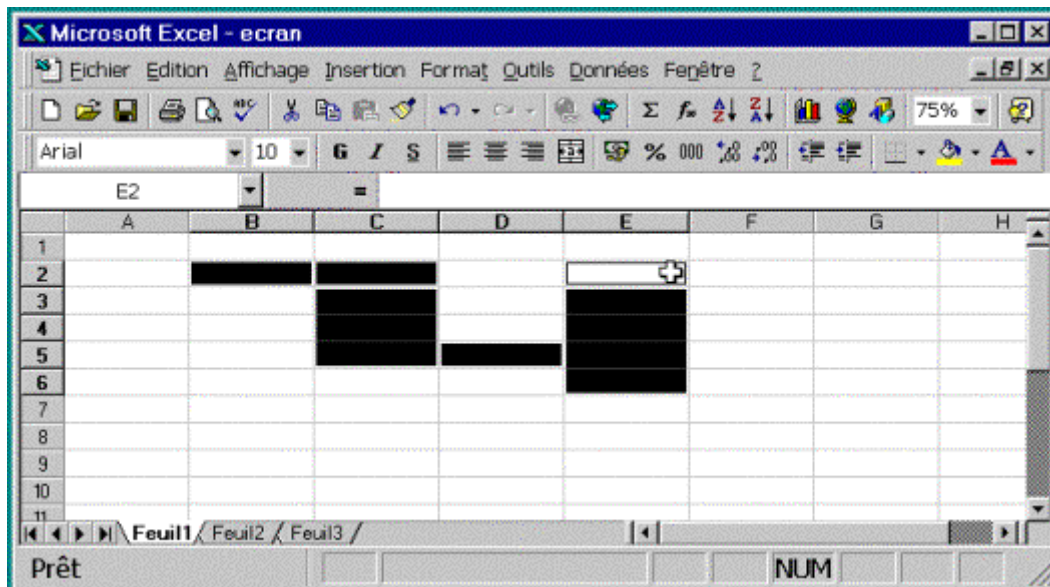 Microsoft Excel - ecran
Fichier Edition Affichage Insertion Format Outils Données Fenêtre ?
Σ 75%
Arial 10 G I S % 000 A
E2 =
A B C D E F G H
1
2
3
4
5
6
7
8
9
10
11
Feuil1 Feuil2 Feuil3
Prêt NUM